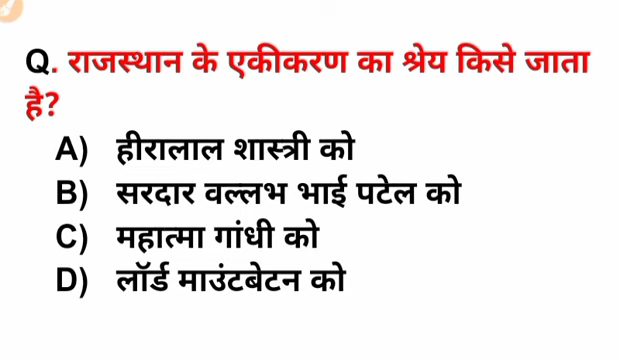 Q. राजस्थान के एकीकरण का श्रेय किसे जाता
है?
A) हीरालाल शास्त्री को
B) सरदार वल्लभ भाई पटेल को
C) महात्मा गांधी को
D) लॉर्ड माउंटबेटन को